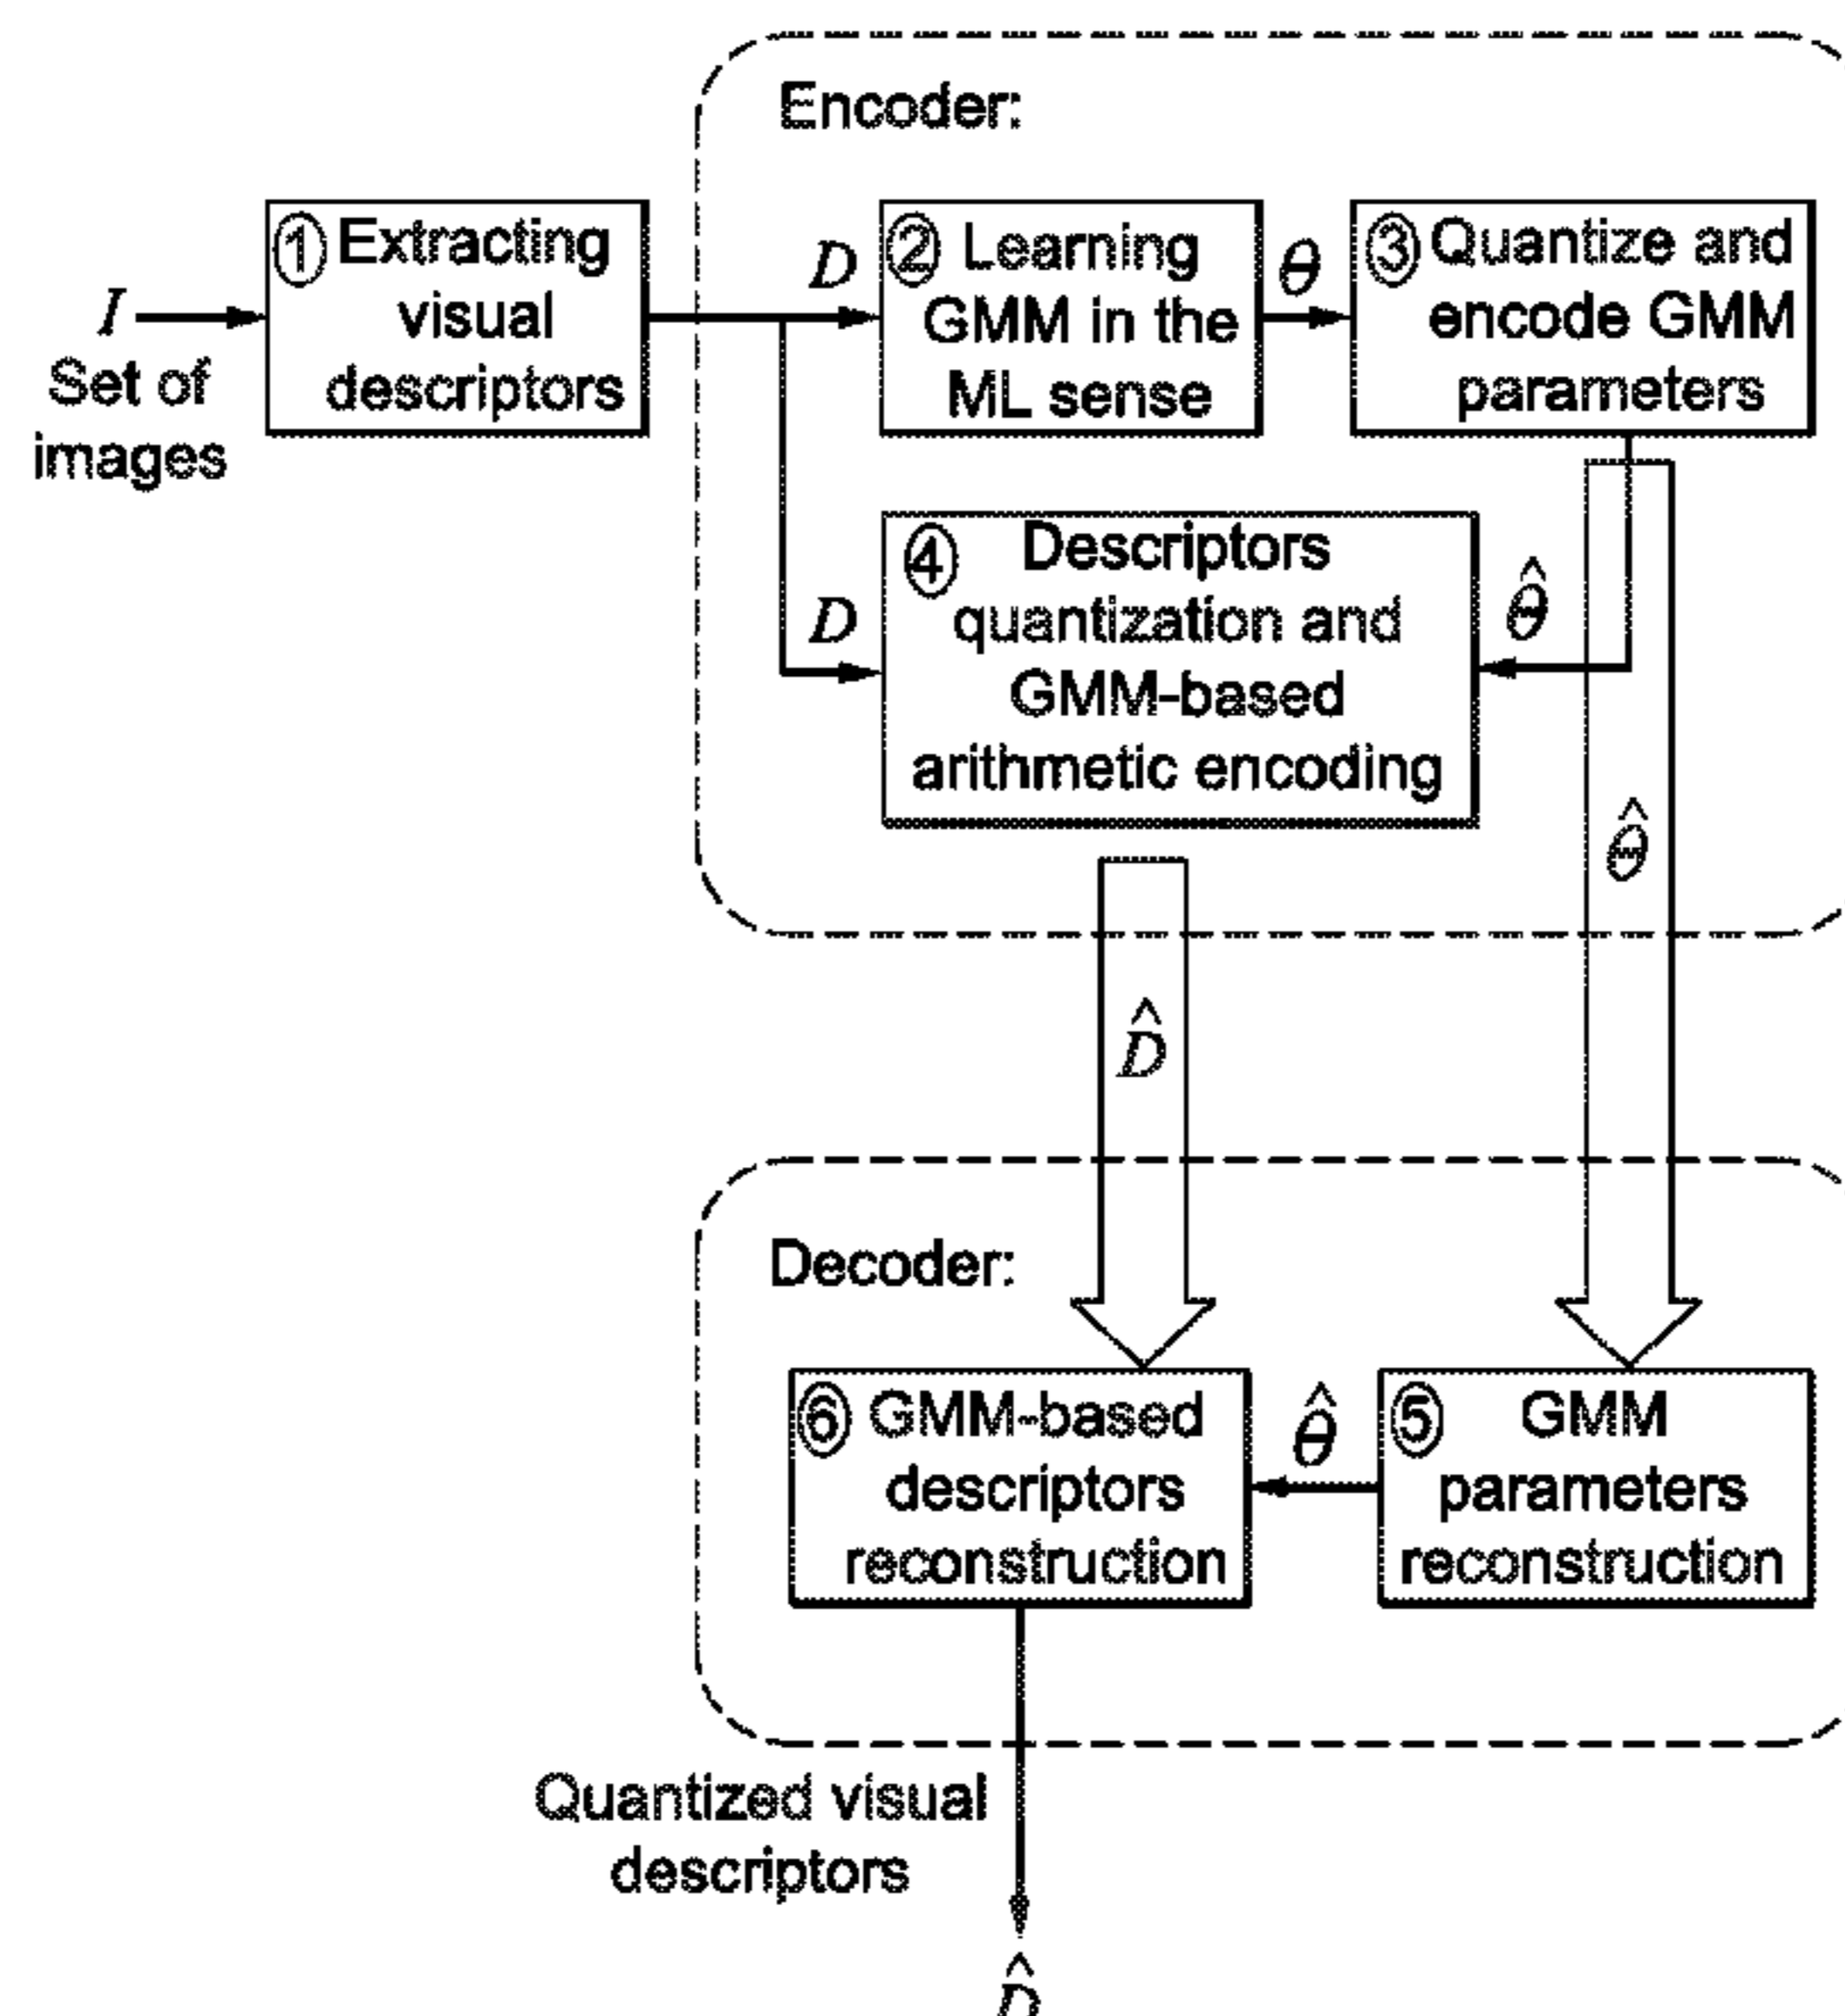 Encoder:
① Extracting
visual
descriptors
I
Set of
images
D
② Learning
GMM in the
ML sense
θ
③ Quantize and
encode GMM
parameters
④ Descriptors
quantization and
GMM-based
arithmetic encoding
D
θ̂
θ̂
D̂
Decoder:
⑥ GMM-based
descriptors
reconstruction
θ̂
⑤ GMM
parameters
reconstruction
Quantized visual
descriptors
D̂